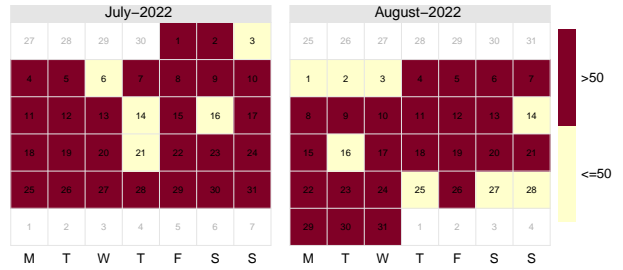 July-2022
27 28 29 30 1 2 3
4 5 6 7 8 9 10
11 12 13 14 15 16 17
18 19 20 21 22 23 24
25 26 27 28 29 30 31
1 2 3 4 5 6 7
M T W T F S S
August-2022
25 26 27 28 29 30 31
1 2 3 4 5 6 7
8 9 10 11 12 13 14
15 16 17 18 19 20 21
22 23 24 25 26 27 28
29 30 31 1 2 3 4
M T W T F S S
>50
<=50